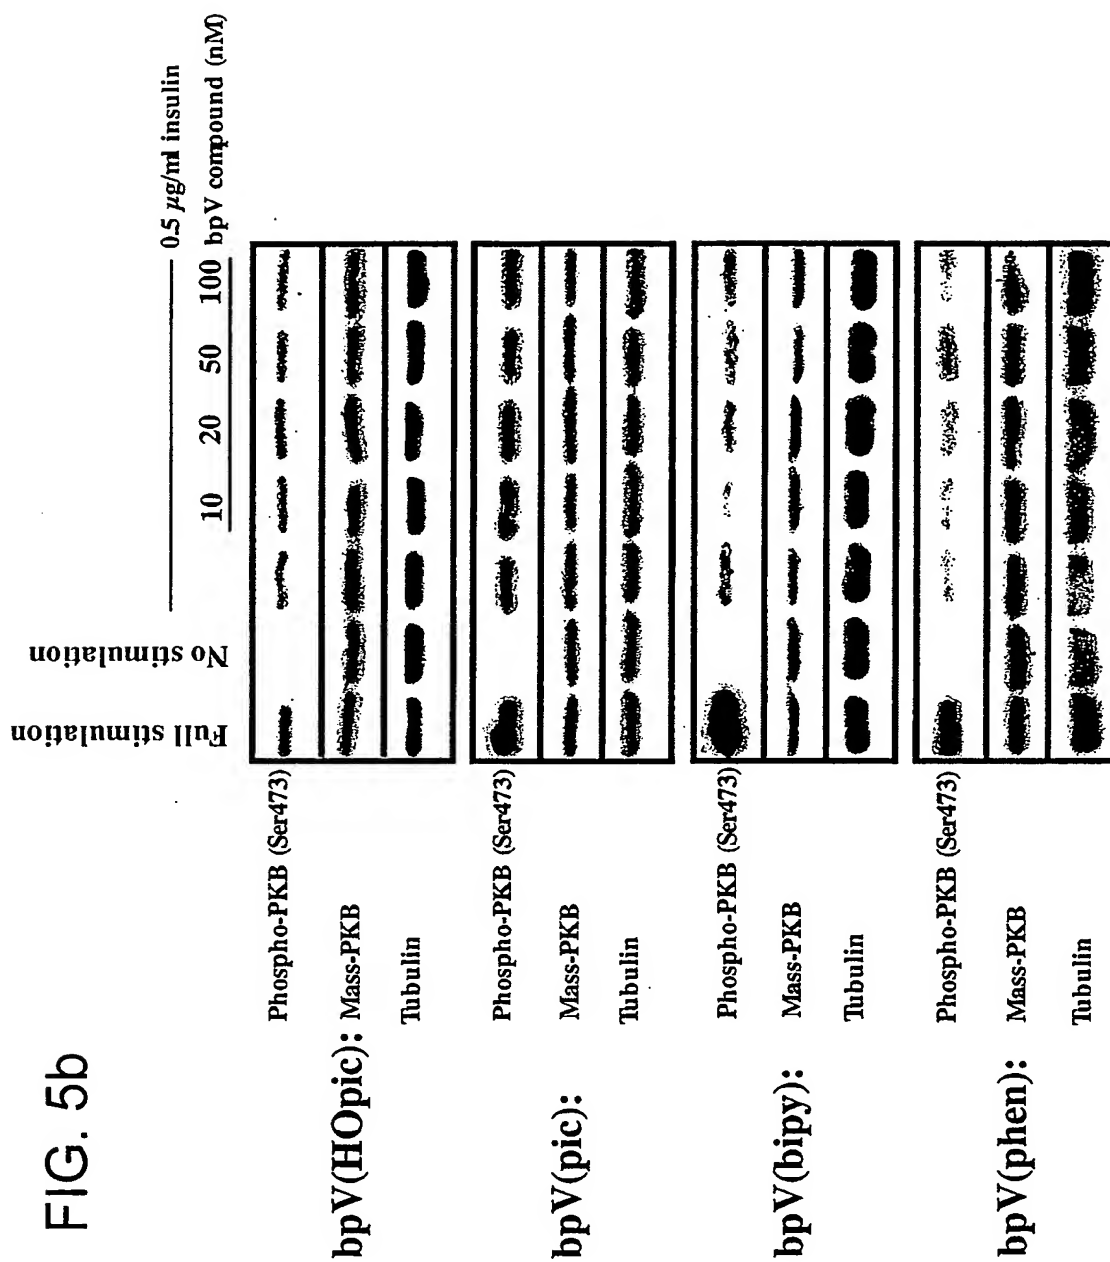 FIG. 5b
Full stimulation
No stimulation
0.5 µg/ml insulin
10 20 50 100 bpV compound (nM)
bpV(HOpic):
Phospho-PKB (Ser473)
Mass-PKB
Tubulin
bpV(pic):
Phospho-PKB (Ser473)
Mass-PKB
Tubulin
bpV(bipy):
Phospho-PKB (Ser473)
Mass-PKB
Tubulin
bpV(phen):
Phospho-PKB (Ser473)
Mass-PKB
Tubulin